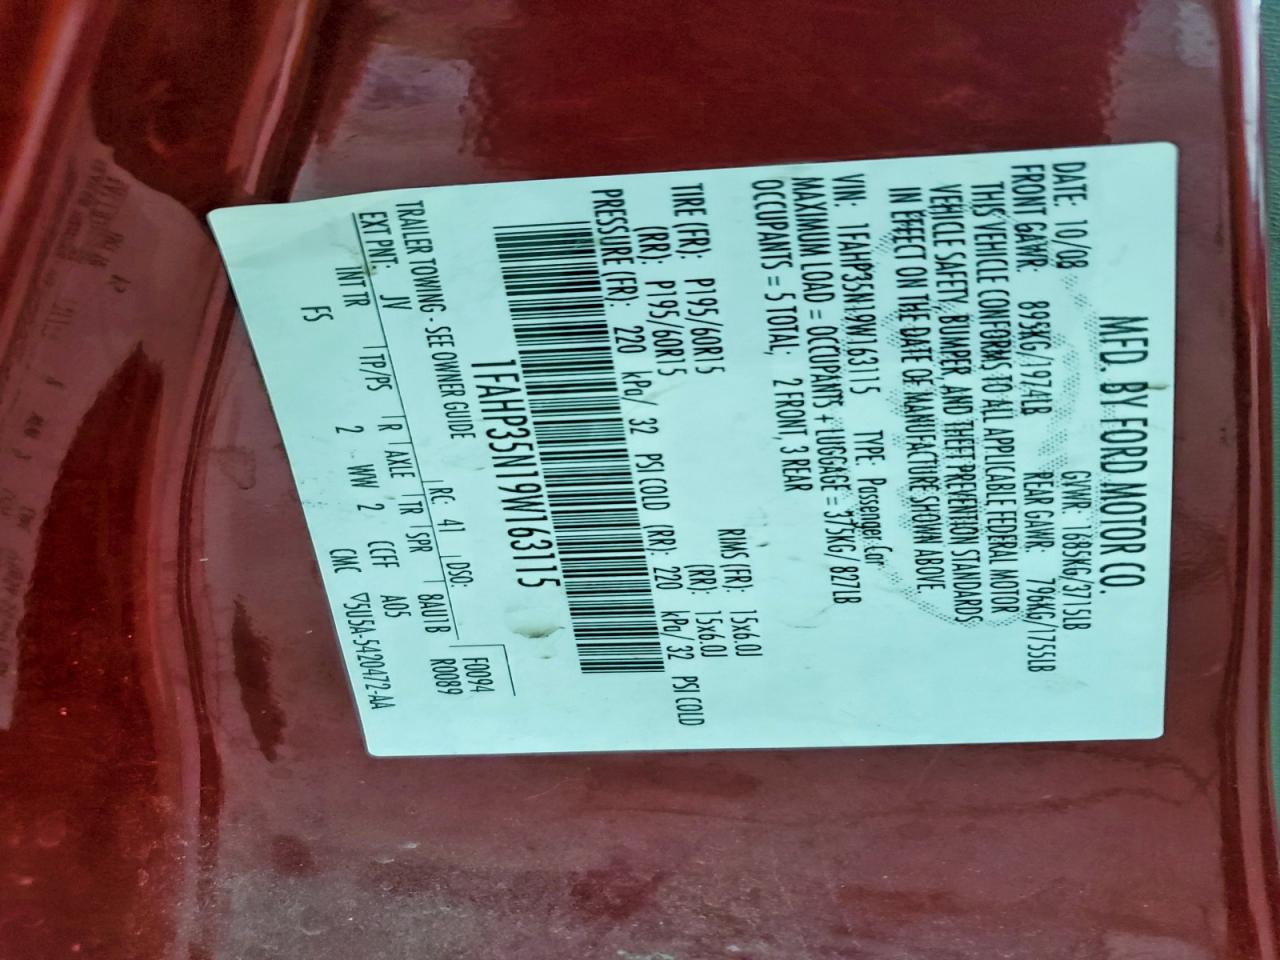 MFD. BY FORD MOTOR CO.
DATE: 10/08 GVWR: 1685KG/3715LB
FRONT GAWR: 895KG/1974LB REAR GAWR: 796KG/1755LB
THIS VEHICLE CONFORMS TO ALL APPLICABLE FEDERAL MOTOR
VEHICLE SAFETY, BUMPER, AND THEFT PREVENTION STANDARDS
IN EFFECT ON THE DATE OF MANUFACTURE SHOWN ABOVE.
VIN: 1FAHP35N19W163115 TYPE: Passenger Car
MAXIMUM LOAD = OCCUPANTS + LUGGAGE = 375KG/827LB
OCCUPANTS = 5 TOTAL; 2 FRONT, 3 REAR
TIRE (FR): P195/60R15 RIMS (FR): 15x6.0J
(RR): P195/60R15 (RR): 15x6.0J
PRESSURE (FR): 220 kPa/ 32 PSI COLD (RR): 220 kPa/ 32 PSI COLD
1FAHP35N19W163115
F0094
TRAILER TOWING - SEE OWNER GUIDE R0089
EXT PNT: JV RC: 41 DSO:
INT TR TP/PS R AXLE TR SPR 8AU1B
FS 2 WW 2 CCFF A05
CMC ▽5U5A-5420472-AA